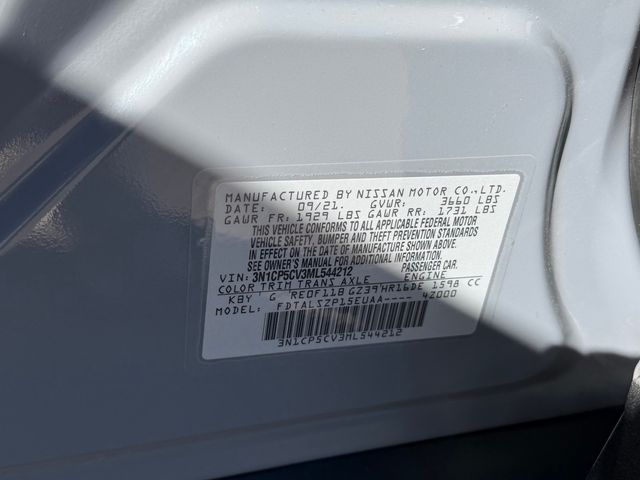 MANUFACTURED BY NISSAN MOTOR CO.,LTD.
DATE: 09/21. GVWR: 3660 LBS
GAWR FR: 1929 LBS GAWR RR: 1731 LBS
THIS VEHICLE CONFORMS TO ALL APPLICABLE FEDERAL MOTOR
VEHICLE SAFETY, BUMPER AND THEFT PREVENTION STANDARDS
IN EFFECT ON THE DATE OF MANUFACTURE SHOWN ABOVE.
SEE OWNER'S MANUAL FOR ADDITIONAL INFORMATION.
VIN: 3N1CP5CV3ML544212 PASSENGER CAR.
COLOR TRIM TRANS AXLE ENGINE
KBY G RE0F11B GZ39 HR16DE 1598 CC
FDTALSZP15EUAA---- 42000
3N1CP5CV3ML544212